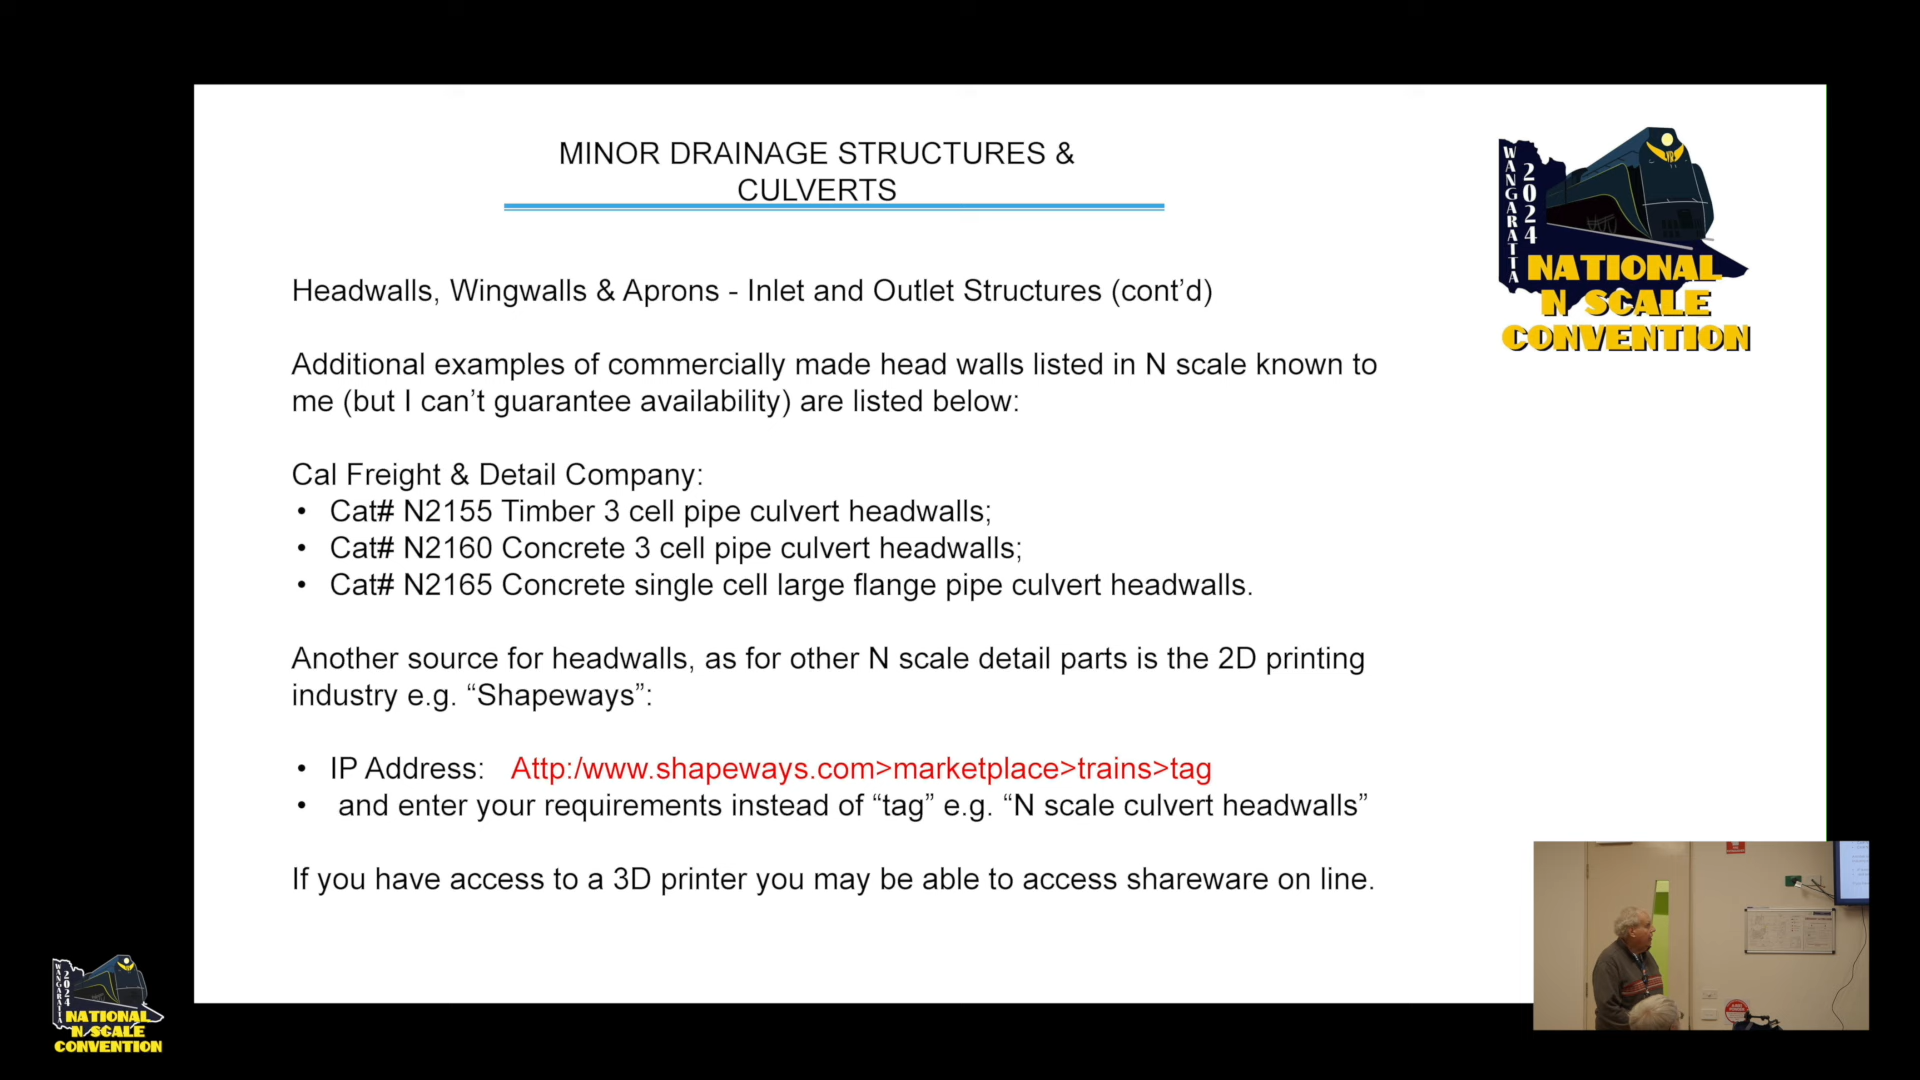 MINOR DRAINAGE STRUCTURES &
CULVERTS
WANGARATTA
2024
NATIONAL
N SCALE
CONVENTION
Headwalls, Wingwalls & Aprons - Inlet and Outlet Structures (cont’d)
Additional examples of commercially made head walls listed in N scale known to
me (but I can’t guarantee availability) are listed below:
Cal Freight & Detail Company:
• Cat# N2155 Timber 3 cell pipe culvert headwalls;
• Cat# N2160 Concrete 3 cell pipe culvert headwalls;
• Cat# N2165 Concrete single cell large flange pipe culvert headwalls.
Another source for headwalls, as for other N scale detail parts is the 2D printing
industry e.g. “Shapeways”:
• IP Address: Attp:/www.shapeways.com>marketplace>trains>tag
• and enter your requirements instead of “tag” e.g. “N scale culvert headwalls”
If you have access to a 3D printer you may be able to access shareware on line.
WANGARATTA
2024
NATIONAL
N SCALE
CONVENTION